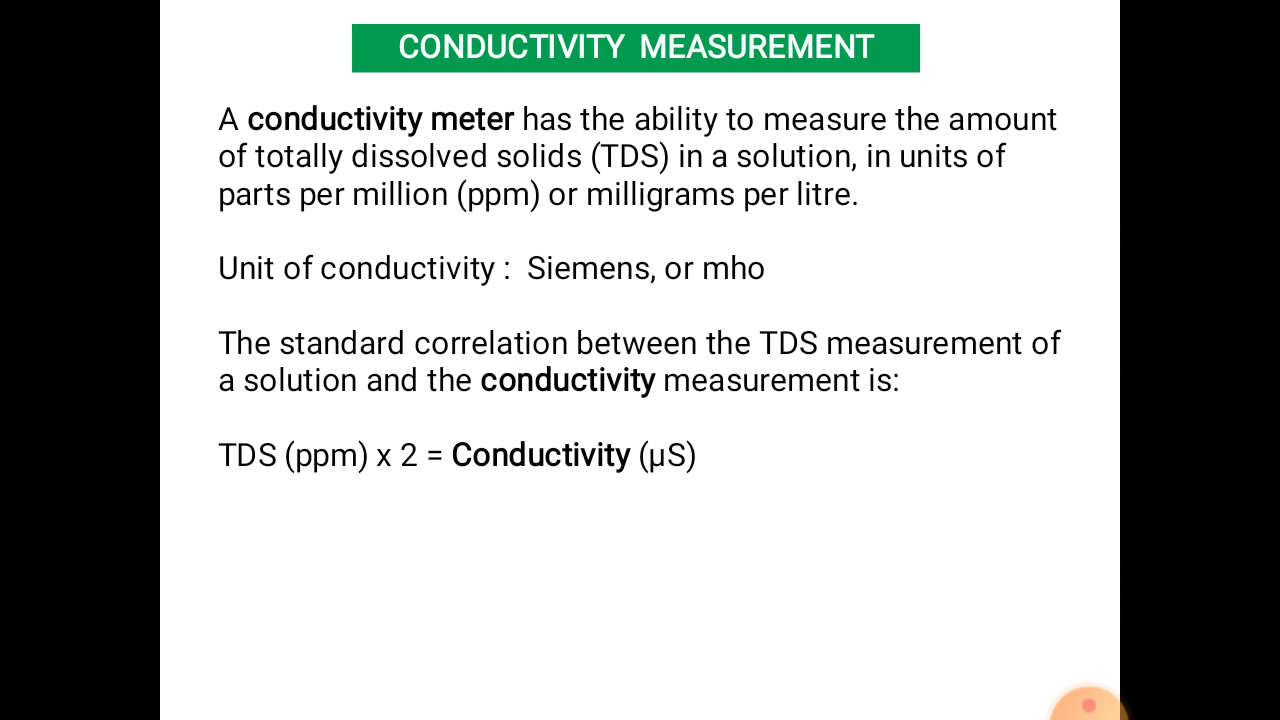 CONDUCTIVITY MEASUREMENT
A conductivity meter has the ability to measure the amount
of totally dissolved solids (TDS) in a solution, in units of
parts per million (ppm) or milligrams per litre.
Unit of conductivity : Siemens, or mho
The standard correlation between the TDS measurement of
a solution and the conductivity measurement is:
TDS (ppm) x 2 = Conductivity (µS)